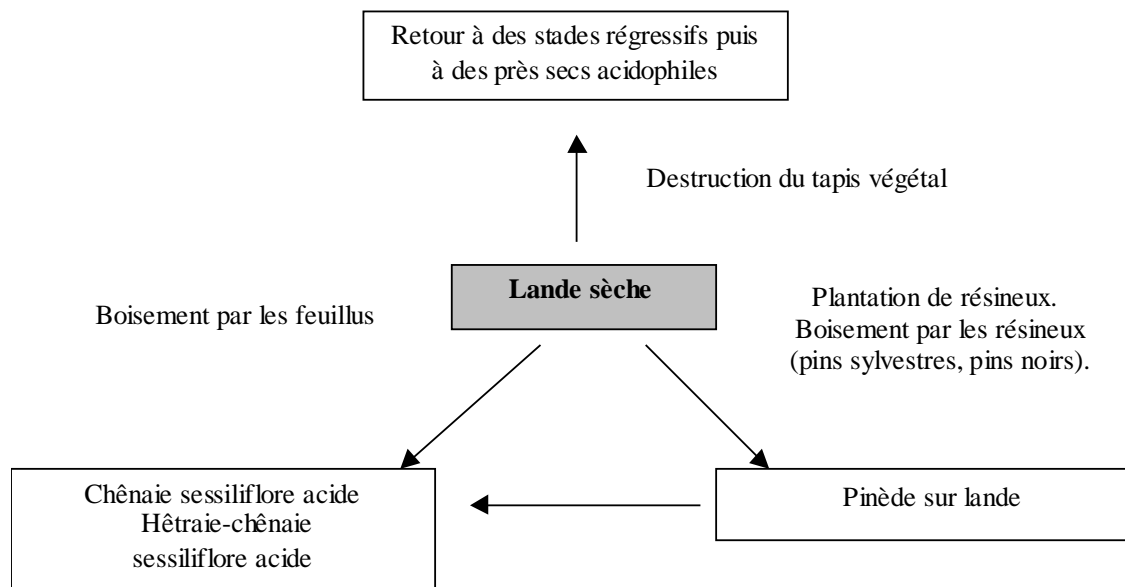 Retour à des stades régressifs puis
à des près secs acidophiles
Destruction du tapis végétal
Lande sèche
Boisement par les feuillus
Plantation de résineux.
Boisement par les résineux
(pins sylvestres, pins noirs).
Chênaie sessiliflore acide
Hêtraie-chênaie
sessiliflore acide
Pinède sur lande